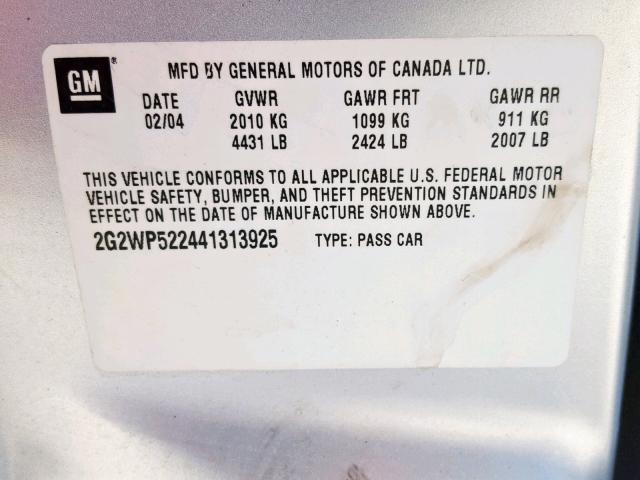 GM ®
MFD BY GENERAL MOTORS OF CANADA LTD.
DATE GVWR GAWR FRT GAWR RR
02/04 2010 KG 1099 KG 911 KG
4431 LB 2424 LB 2007 LB
THIS VEHICLE CONFORMS TO ALL APPLICABLE U.S. FEDERAL MOTOR
VEHICLE SAFETY, BUMPER, AND THEFT PREVENTION STANDARDS IN
EFFECT ON THE DATE OF MANUFACTURE SHOWN ABOVE.
2G2WP522441313925 TYPE: PASS CAR